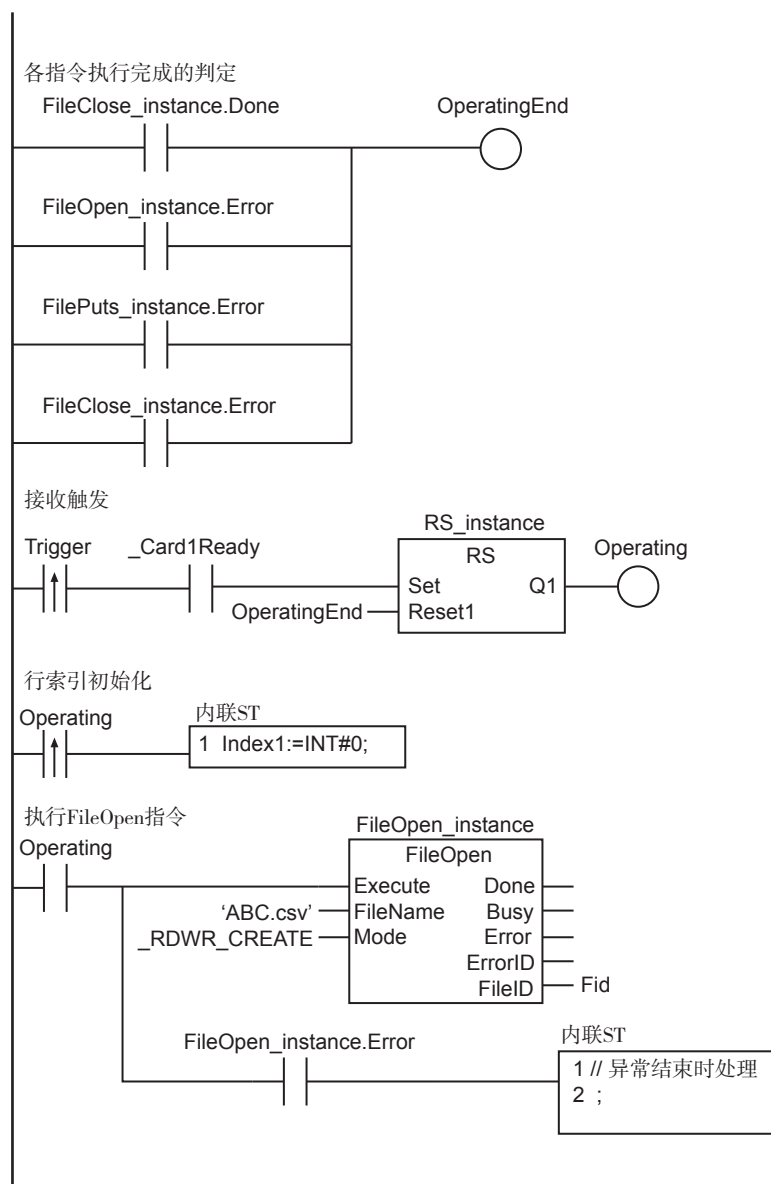 各指令执行完成的判定
FileClose_instance.Done
OperatingEnd
FileOpen_instance.Error
FilePuts_instance.Error
FileClose_instance.Error
接收触发
RS_instance
Trigger
_Card1Ready
RS
Operating
Set
Q1
OperatingEnd
Reset1
行索引初始化
Operating
内联ST
1 Index1:=INT#0;
执行FileOpen指令
FileOpen_instance
Operating
FileOpen
Execute
Done
‘ABC.csv’
FileName
Busy
_RDWR_CREATE
Mode
Error
ErrorID
FileID
Fid
FileOpen_instance.Error
内联ST
1 // 异常结束时处理
2 ;